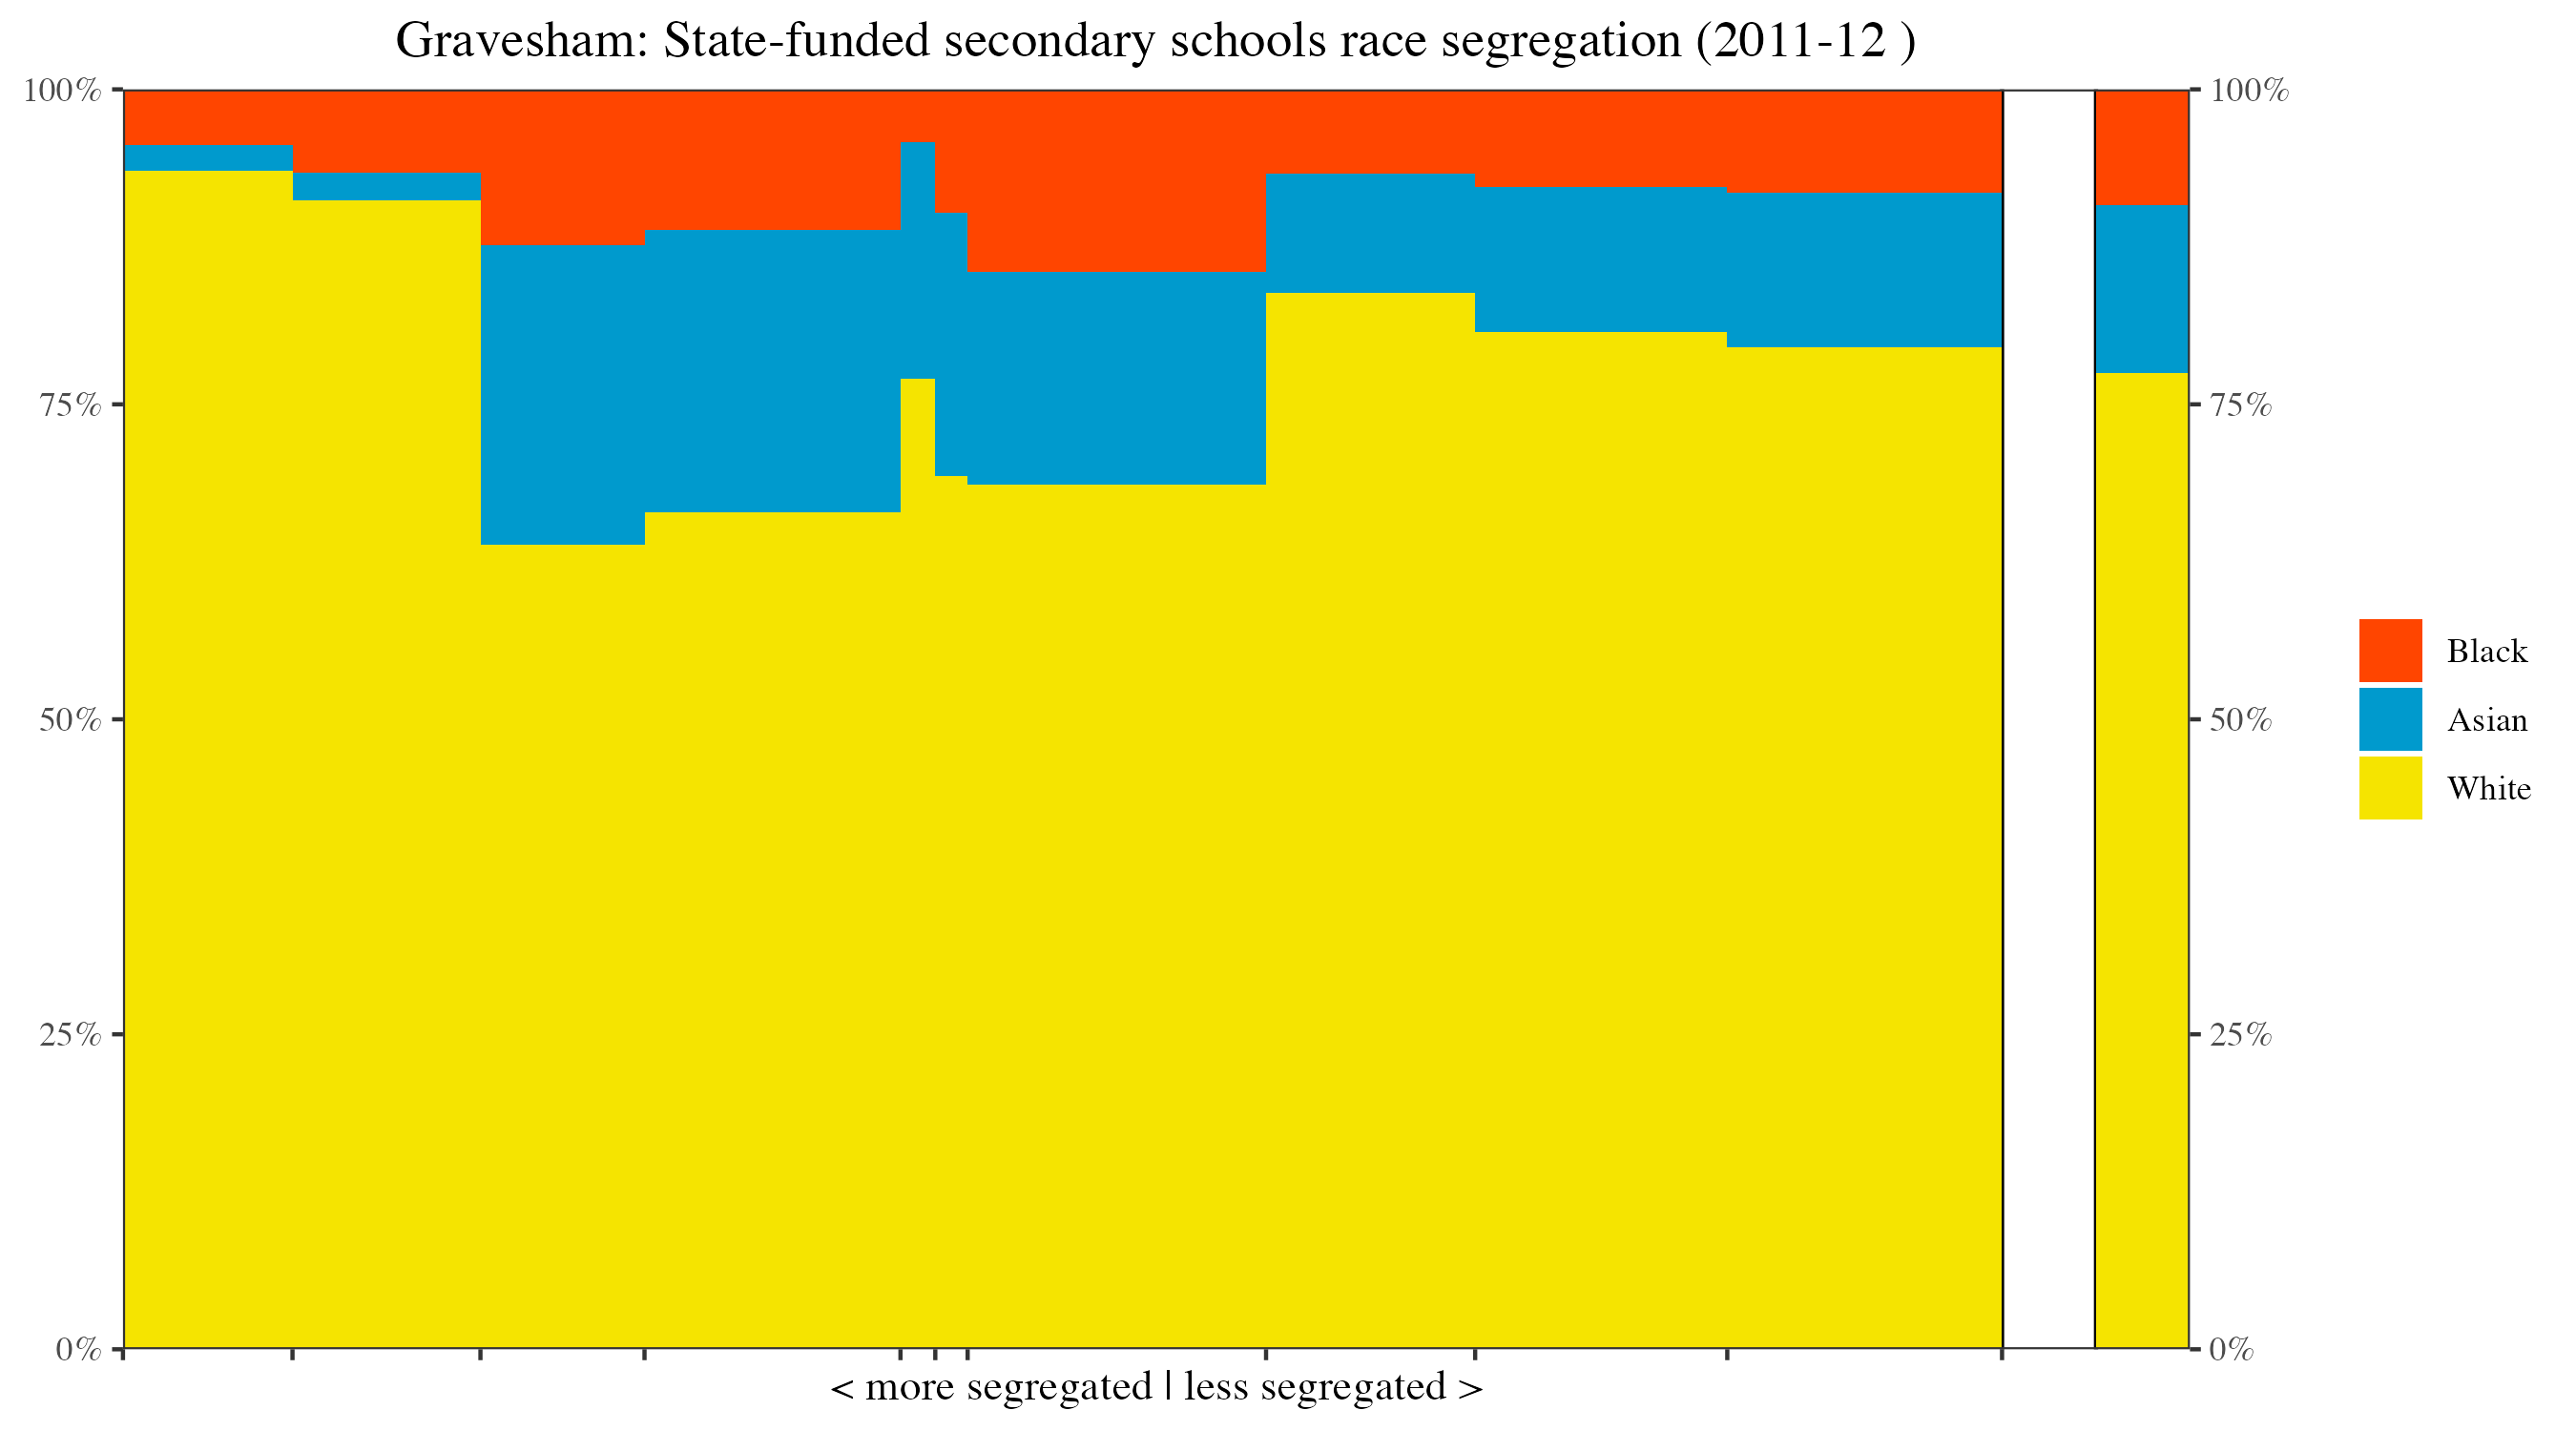 Gravesham: State-funded secondary schools race segregation (2011-12 )
100%
75%
50%
25%
0%
100%
75%
50%
25%
0%
< more segregated | less segregated >
Black
Asian
White